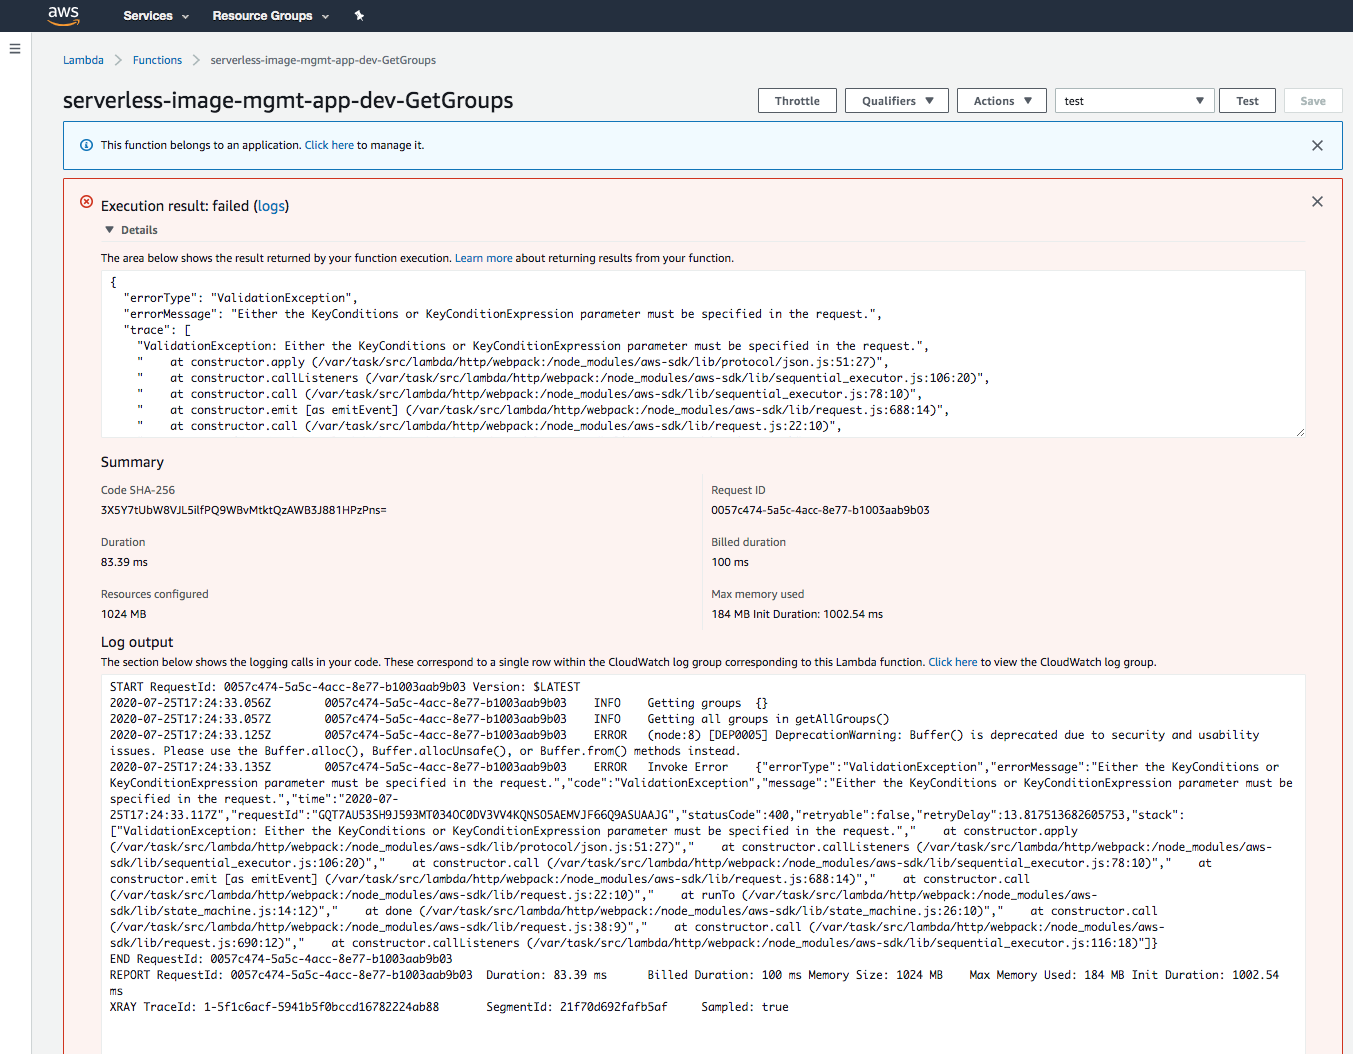 aws
Services
Resource Groups
Lambda > Functions > serverless-image-mgmt-app-dev-GetGroups
serverless-image-mgmt-app-dev-GetGroups
Throttle
Qualifiers
Actions
test
Test
Save
This function belongs to an application. Click here to manage it.
Execution result: failed (logs)
Details
The area below shows the result returned by your function execution. Learn more about returning results from your function.
{
"errorType": "ValidationException",
"errorMessage": "Either the KeyConditions or KeyConditionExpression parameter must be specified in the request.",
"trace": [
"ValidationException: Either the KeyConditions or KeyConditionExpression parameter must be specified in the request.",
"    at constructor.apply (/var/task/src/lambda/http/webpack:/node_modules/aws-sdk/lib/protocol/json.js:51:27)",
"    at constructor.callListeners (/var/task/src/lambda/http/webpack:/node_modules/aws-sdk/lib/sequential_executor.js:106:20)",
"    at constructor.call (/var/task/src/lambda/http/webpack:/node_modules/aws-sdk/lib/sequential_executor.js:78:10)",
"    at constructor.emit [as emitEvent] (/var/task/src/lambda/http/webpack:/node_modules/aws-sdk/lib/request.js:688:14)",
"    at constructor.call (/var/task/src/lambda/http/webpack:/node_modules/aws-sdk/lib/request.js:22:10)",
Summary
Code SHA-256
3X5Y7tUbW8VJL5ilfPQ9WBvMtktQzAWB3J881HPzPns=
Request ID
0057c474-5a5c-4acc-8e77-b1003aab9b03
Duration
83.39 ms
Billed duration
100 ms
Resources configured
1024 MB
Max memory used
184 MB Init Duration: 1002.54 ms
Log output
The section below shows the logging calls in your code. These correspond to a single row within the CloudWatch log group corresponding to this Lambda function. Click here to view the CloudWatch log group.
START RequestId: 0057c474-5a5c-4acc-8e77-b1003aab9b03 Version: $LATEST
2020-07-25T17:24:33.056Z 0057c474-5a5c-4acc-8e77-b1003aab9b03 INFO Getting groups {}
2020-07-25T17:24:33.057Z 0057c474-5a5c-4acc-8e77-b1003aab9b03 INFO Getting all groups in getAllGroups()
2020-07-25T17:24:33.125Z 0057c474-5a5c-4acc-8e77-b1003aab9b03 ERROR (node:8) [DEP0005] DeprecationWarning: Buffer() is deprecated due to security and usability
issues. Please use the Buffer.alloc(), Buffer.allocUnsafe(), or Buffer.from() methods instead.
2020-07-25T17:24:33.135Z 0057c474-5a5c-4acc-8e77-b1003aab9b03 ERROR Invoke Error {"errorType":"ValidationException","errorMessage":"Either the KeyConditions or
KeyConditionExpression parameter must be specified in the request.","code":"ValidationException","message":"Either the KeyConditions or KeyConditionExpression parameter must be
specified in the request.","time":"2020-07-
25T17:24:33.117Z","requestId":"GQT7AU53SH9J593MT034OC0DV3VV4KQNSO5AEMVJF66Q9ASUAAJG","statusCode":400,"retryable":false,"retryDelay":13.817513682605753,"stack":
["ValidationException: Either the KeyConditions or KeyConditionExpression parameter must be specified in the request.","    at constructor.apply
(/var/task/src/lambda/http/webpack:/node_modules/aws-sdk/lib/protocol/json.js:51:27)","    at constructor.callListeners (/var/task/src/lambda/http/webpack:/node_modules/aws-
sdk/lib/sequential_executor.js:106:20)","    at constructor.call (/var/task/src/lambda/http/webpack:/node_modules/aws-sdk/lib/sequential_executor.js:78:10)","    at
constructor.emit [as emitEvent] (/var/task/src/lambda/http/webpack:/node_modules/aws-sdk/lib/request.js:688:14)","    at constructor.call
(/var/task/src/lambda/http/webpack:/node_modules/aws-sdk/lib/request.js:22:10)","    at runTo (/var/task/src/lambda/http/webpack:/node_modules/aws-
sdk/lib/state_machine.js:14:12)","    at done (/var/task/src/lambda/http/webpack:/node_modules/aws-sdk/lib/state_machine.js:26:10)","    at constructor.call
(/var/task/src/lambda/http/webpack:/node_modules/aws-sdk/lib/request.js:38:9)","    at constructor.call (/var/task/src/lambda/http/webpack:/node_modules/aws-
sdk/lib/request.js:690:12)","    at constructor.callListeners (/var/task/src/lambda/http/webpack:/node_modules/aws-sdk/lib/sequential_executor.js:116:18)"]}
END RequestId: 0057c474-5a5c-4acc-8e77-b1003aab9b03
REPORT RequestId: 0057c474-5a5c-4acc-8e77-b1003aab9b03 Duration: 83.39 ms Billed Duration: 100 ms Memory Size: 1024 MB Max Memory Used: 184 MB Init Duration: 1002.54
ms
XRAY TraceId: 1-5f1c6acf-5941b5f0bccd16782224ab88 SegmentId: 21f70d692fafb5af Sampled: true